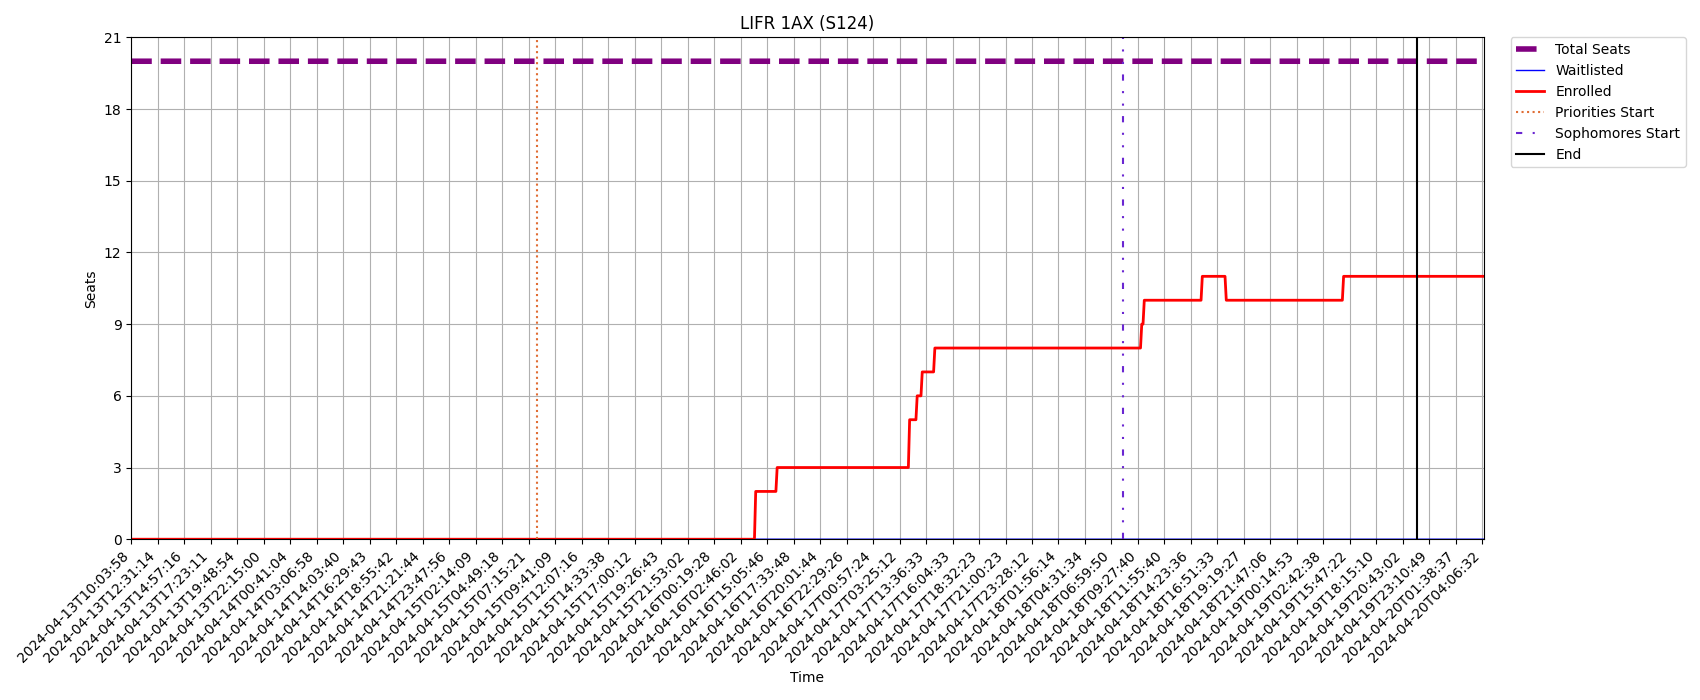 LIFR 1AX (S124)
21
18
15
12
9
6
3
0
Seats
2024-04-13T10:03:58
2024-04-13T12:31:14
2024-04-13T14:57:16
2024-04-13T17:23:11
2024-04-13T19:48:54
2024-04-13T22:15:00
2024-04-14T00:41:04
2024-04-14T03:06:58
2024-04-14T14:03:40
2024-04-14T16:29:43
2024-04-14T18:55:42
2024-04-14T21:21:44
2024-04-14T23:47:56
2024-04-15T02:14:09
2024-04-15T04:49:18
2024-04-15T07:15:21
2024-04-15T09:41:09
2024-04-15T12:07:16
2024-04-15T14:33:38
2024-04-15T17:00:12
2024-04-15T19:26:43
2024-04-15T21:53:02
2024-04-16T00:19:28
2024-04-16T02:46:02
2024-04-16T15:05:46
2024-04-16T17:33:48
2024-04-16T20:01:44
2024-04-16T22:29:26
2024-04-17T00:57:24
2024-04-17T03:25:12
2024-04-17T13:36:33
2024-04-17T16:04:33
2024-04-17T18:32:23
2024-04-17T21:00:23
2024-04-17T23:28:12
2024-04-18T01:56:14
2024-04-18T04:31:34
2024-04-18T06:59:50
2024-04-18T09:27:40
2024-04-18T11:55:40
2024-04-18T14:23:36
2024-04-18T16:51:33
2024-04-18T19:19:27
2024-04-18T21:47:06
2024-04-19T00:14:53
2024-04-19T02:42:38
2024-04-19T15:47:22
2024-04-19T18:15:10
2024-04-19T20:43:02
2024-04-19T23:10:49
2024-04-20T01:38:37
2024-04-20T04:06:32
Time
Total Seats
Waitlisted
Enrolled
Priorities Start
Sophomores Start
End